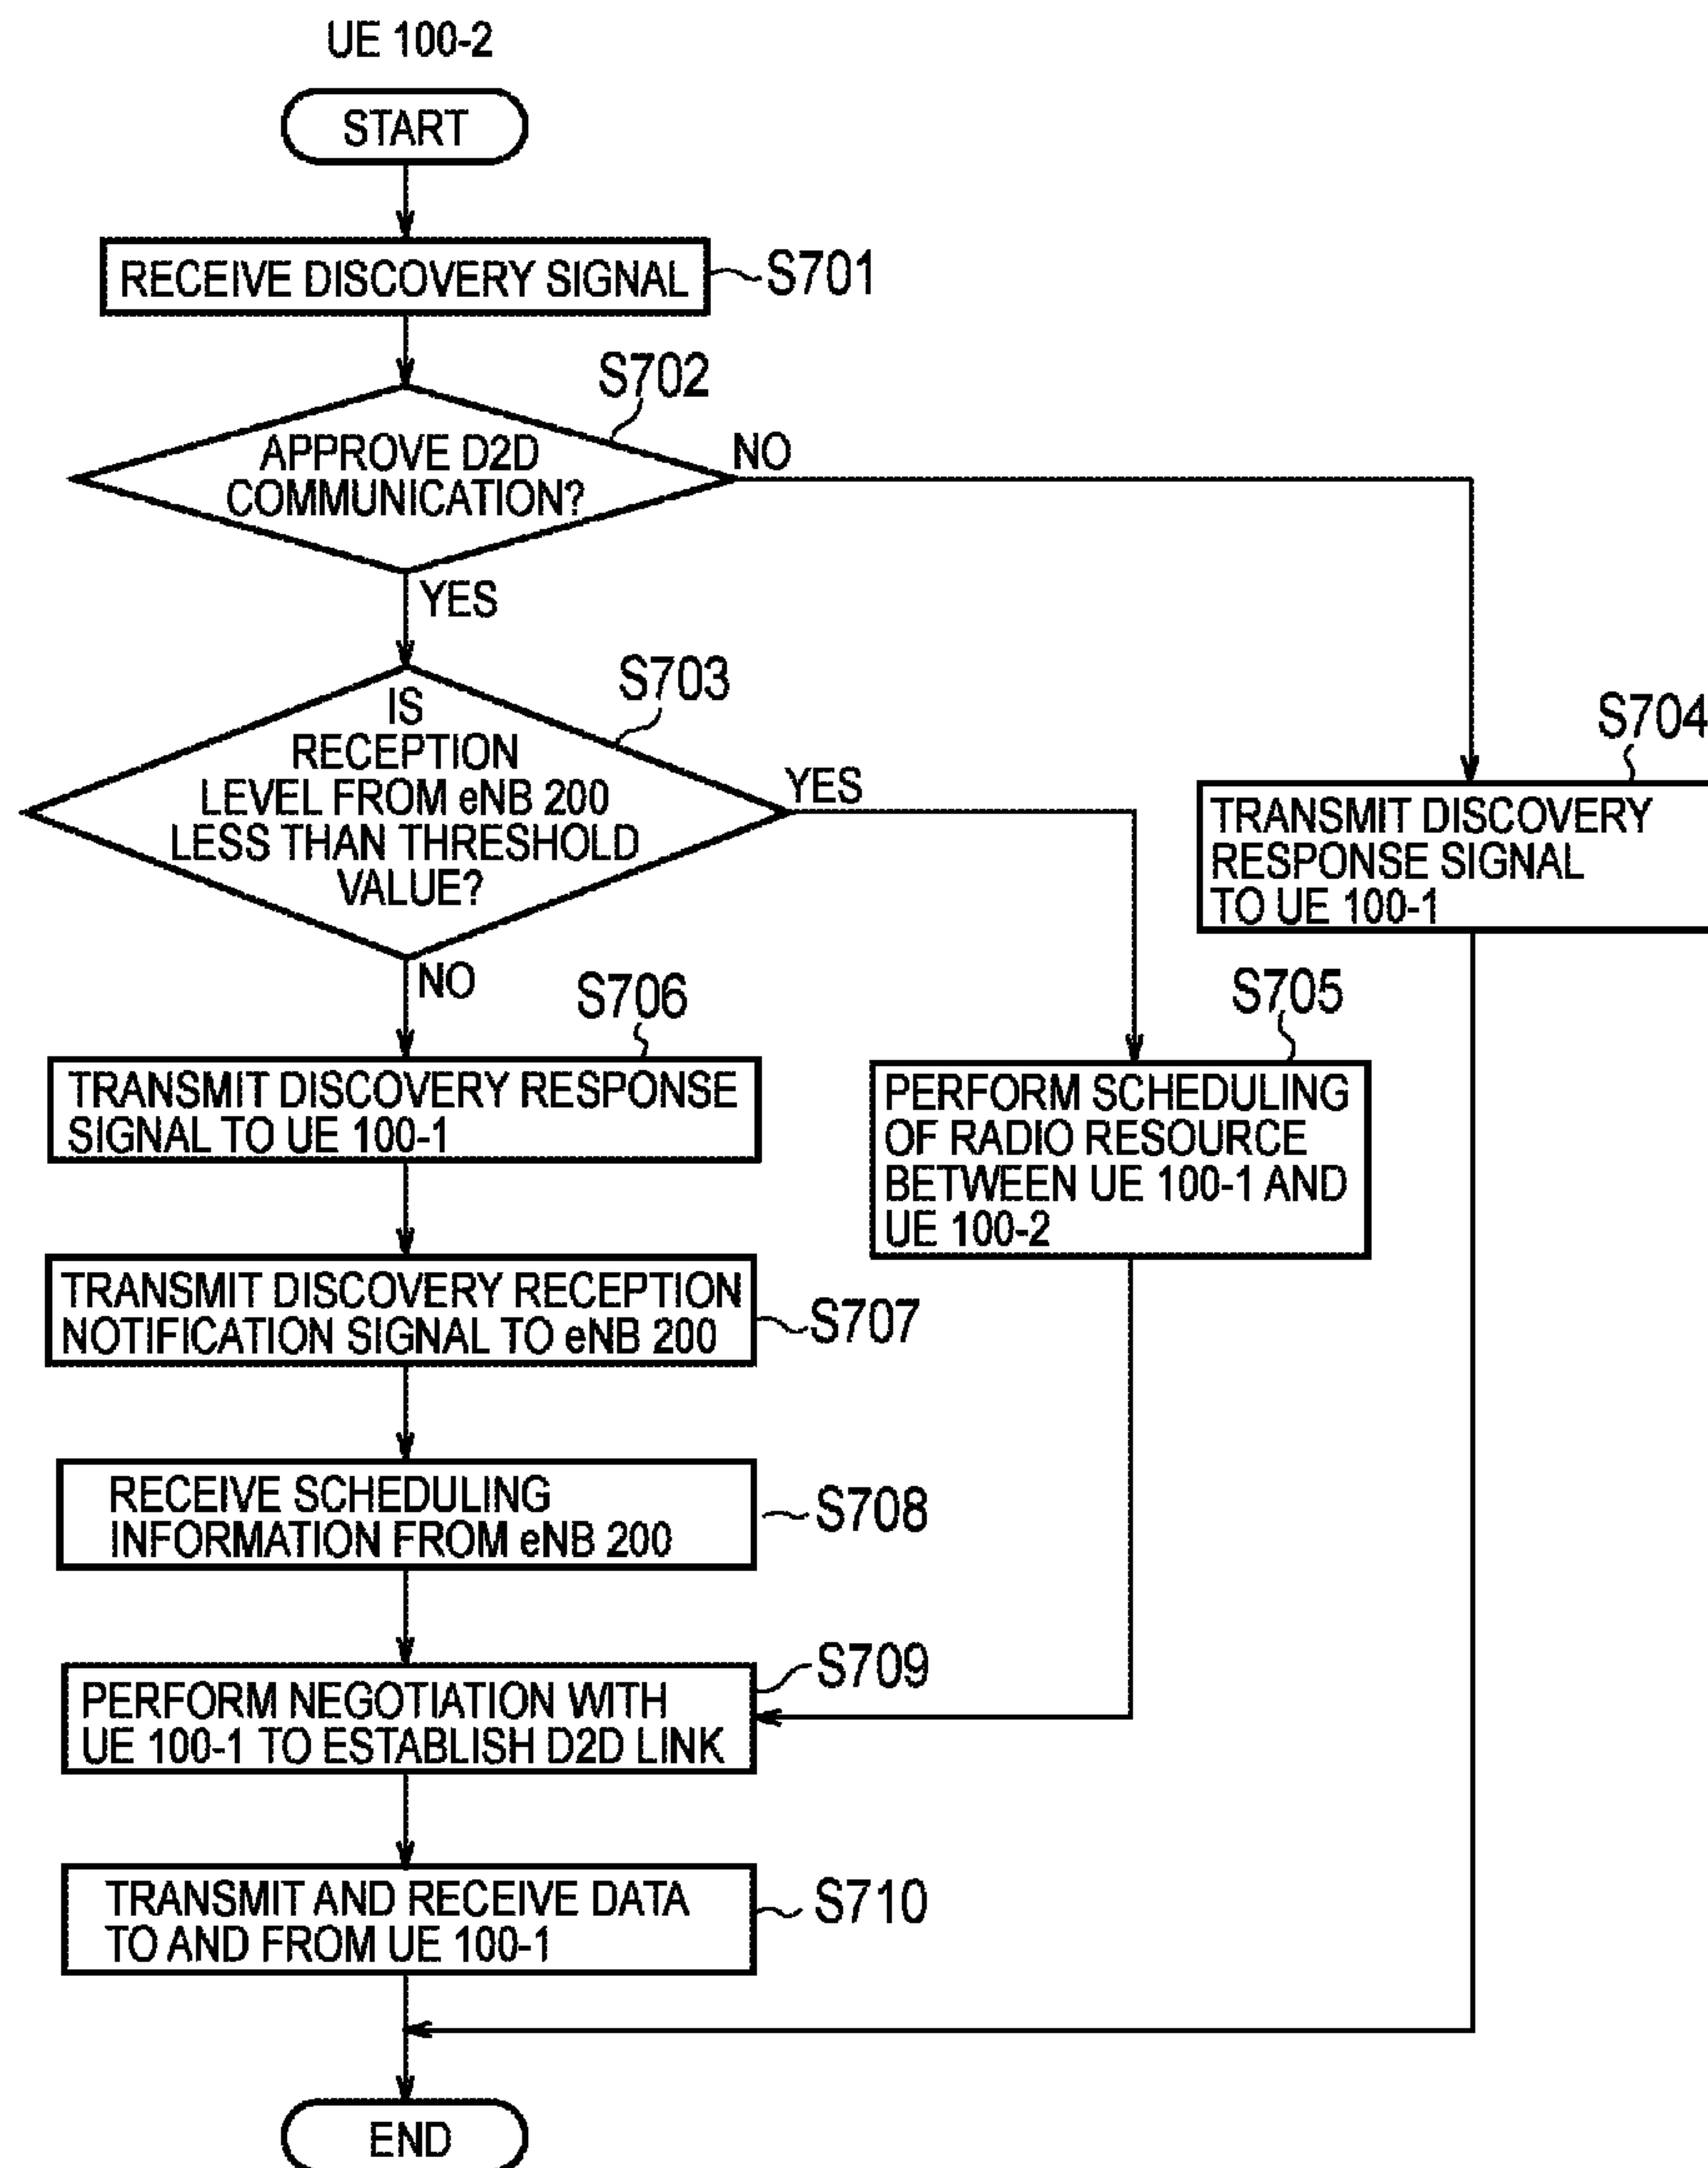 UE 100-2
START
RECEIVE DISCOVERY SIGNAL
S701
S702
APPROVE D2D
COMMUNICATION?
NO
YES
S703
IS
RECEPTION
LEVEL FROM eNB 200
LESS THAN THRESHOLD
VALUE?
YES
NO
S704
TRANSMIT DISCOVERY
RESPONSE SIGNAL
TO UE 100-1
S705
PERFORM SCHEDULING
OF RADIO RESOURCE
BETWEEN UE 100-1 AND
UE 100-2
S706
TRANSMIT DISCOVERY RESPONSE
SIGNAL TO UE 100-1
TRANSMIT DISCOVERY RECEPTION
NOTIFICATION SIGNAL TO eNB 200
S707
RECEIVE SCHEDULING
INFORMATION FROM eNB 200
S708
S709
PERFORM NEGOTIATION WITH
UE 100-1 TO ESTABLISH D2D LINK
TRANSMIT AND RECEIVE DATA
TO AND FROM UE 100-1
S710
END